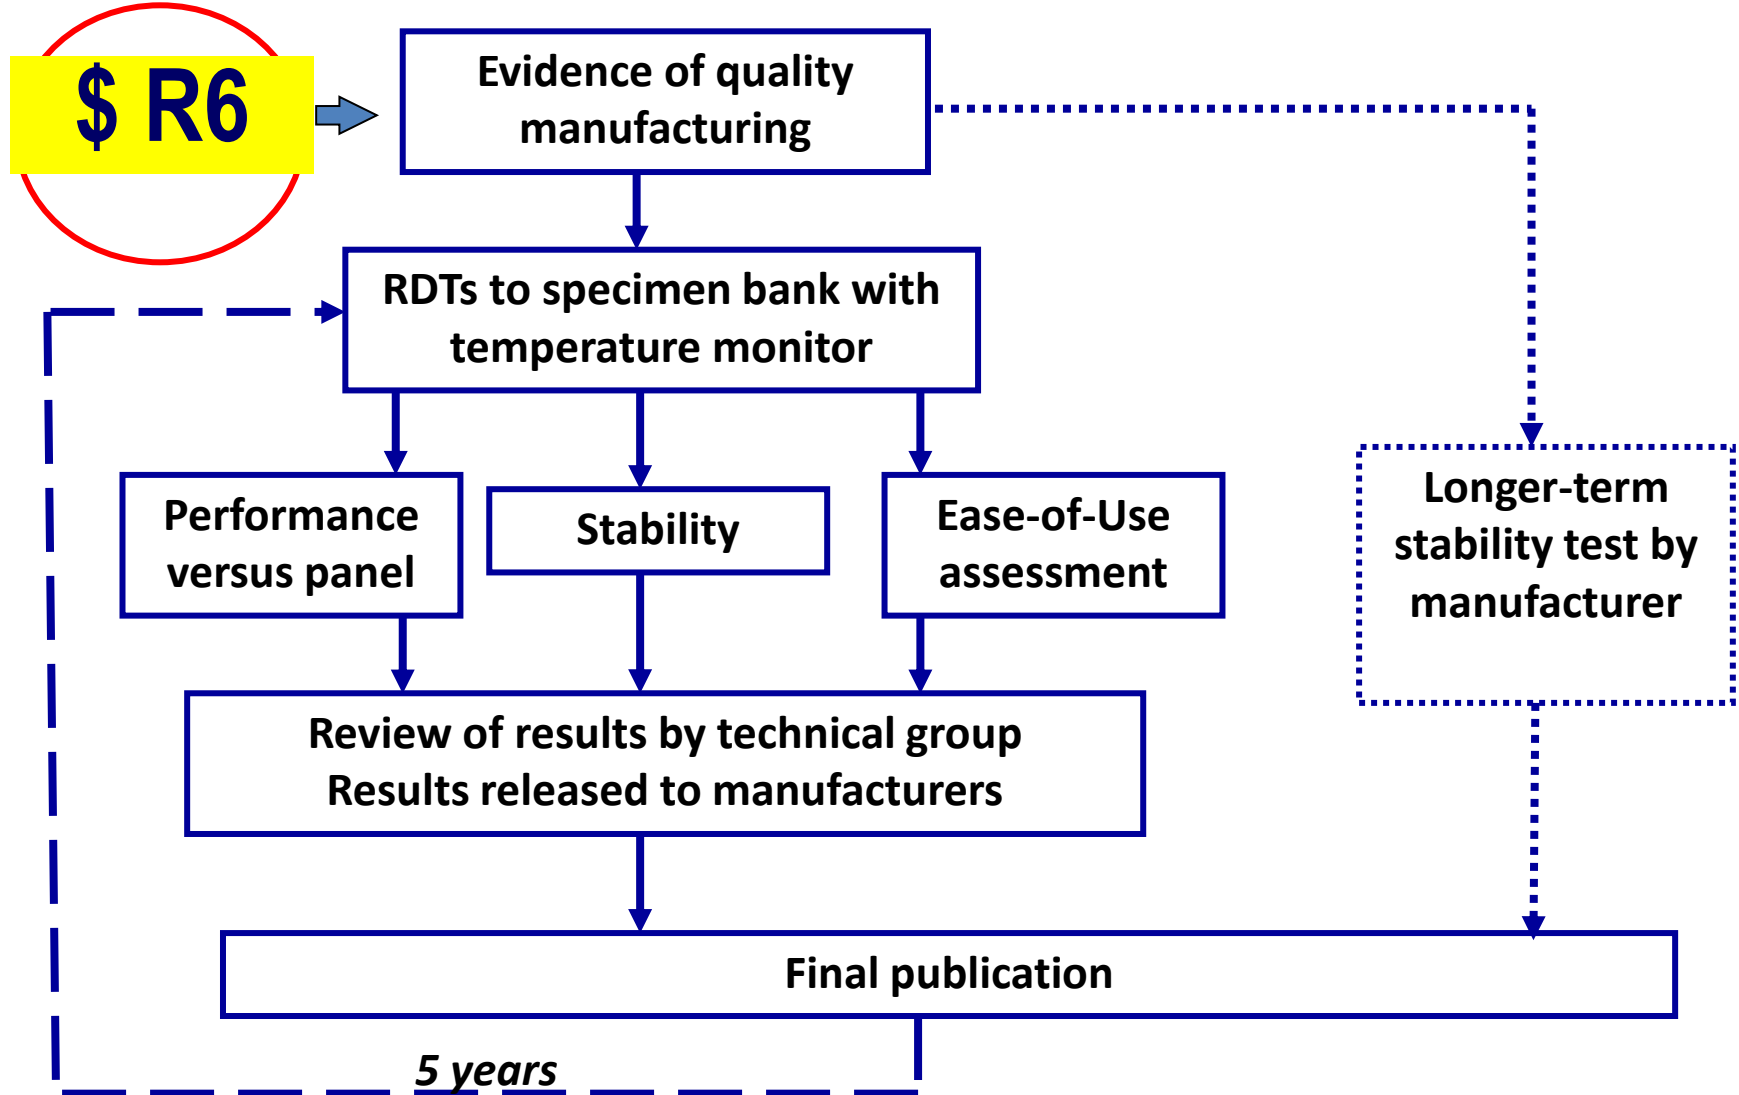 $ R6
Evidence of quality
manufacturing
RDTs to specimen bank with
temperature monitor
Performance
versus panel
Stability
Ease-of-Use
assessment
Longer-term
stability test by
manufacturer
Review of results by technical group
Results released to manufacturers
Final publication
5 years